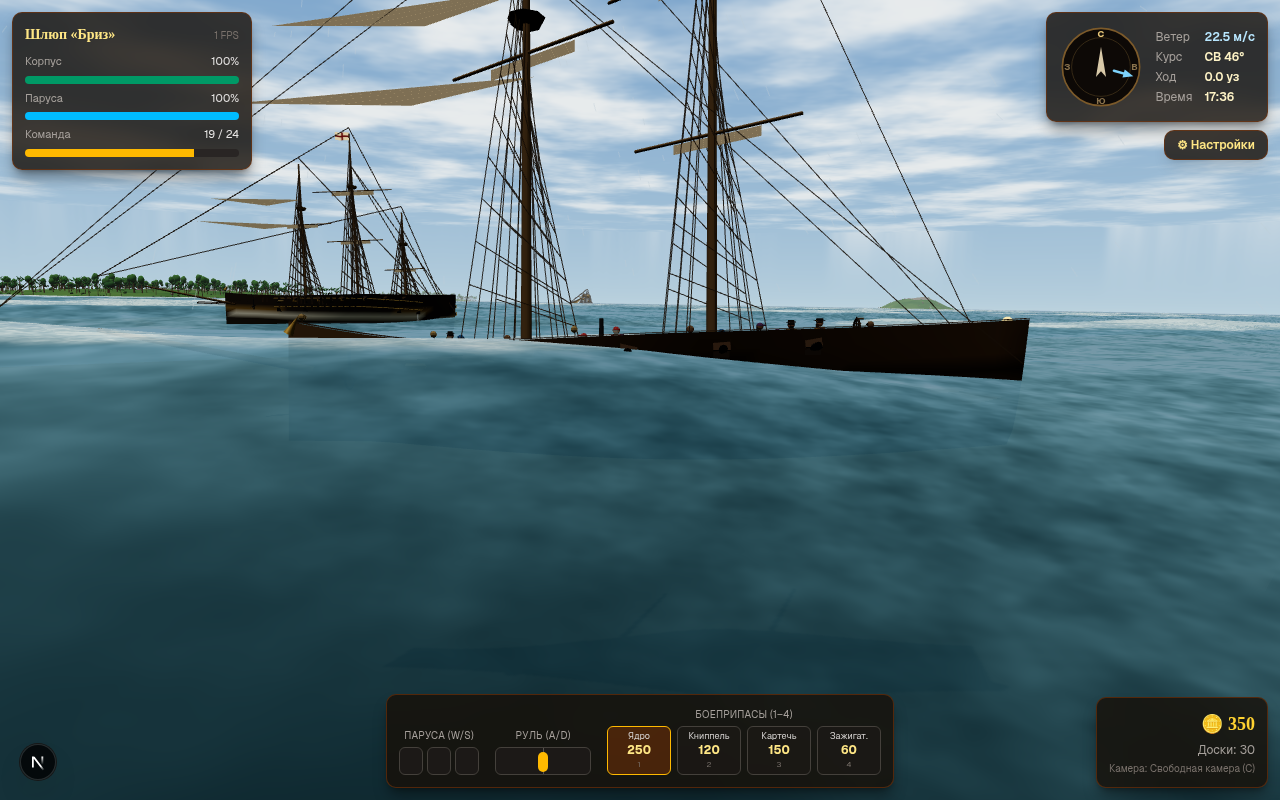 Шлюп «Бриз»
1 FPS
Корпус
100%
Паруса
100%
Команда
19 / 24
С
З
В
Ю
Ветер
22.5 м/с
Курс
СВ 46°
Ход
0.0 уз
Время
17:36
⚙ Настройки
ПАРУСА (W/S)
РУЛЬ (A/D)
БОЕПРИПАСЫ (1–4)
Ядро
250
1
Книппель
120
2
Картечь
150
3
Зажигат.
60
4
350
Доски: 30
Камера: Свободная камера (C)
N